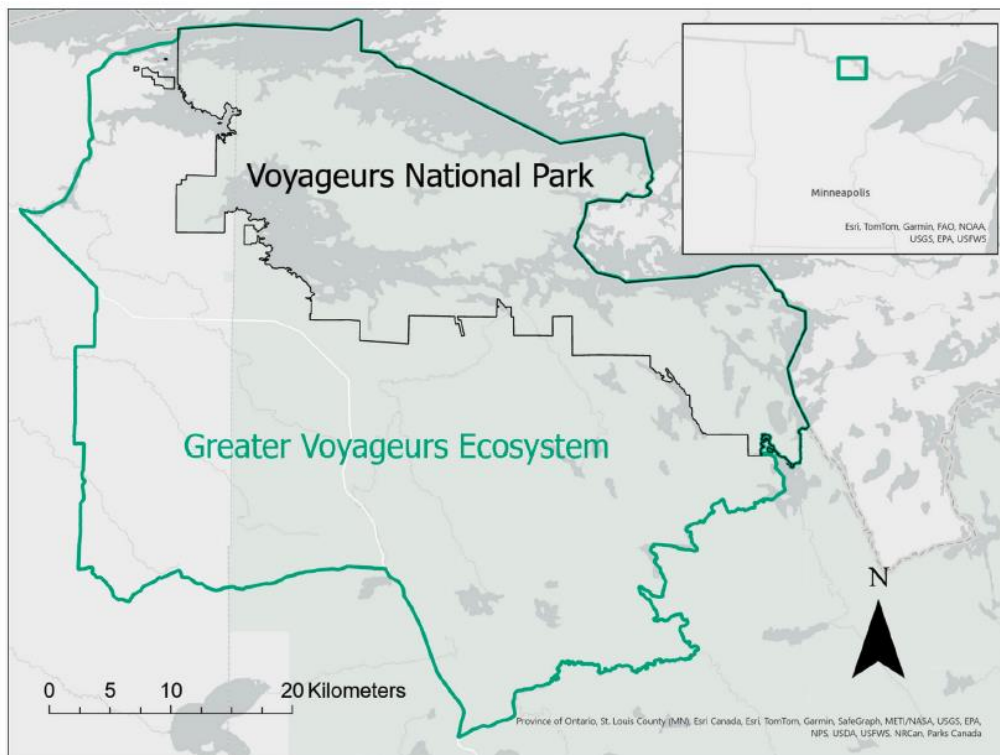 Voyageurs National Park
Greater Voyageurs Ecosystem
Minneapolis
Esri, TomTom, Garmin, FAO, NOAA,
USGS, EPA, USFWS
N
0 5 10 20 Kilometers
Province of Ontario, St. Louis County (MN), Esri Canada, Esri, TomTom, Garmin, SafeGraph, METI/NASA, USGS, EPA,
NPS, USDA, USFWS, NRCan, Parks Canada